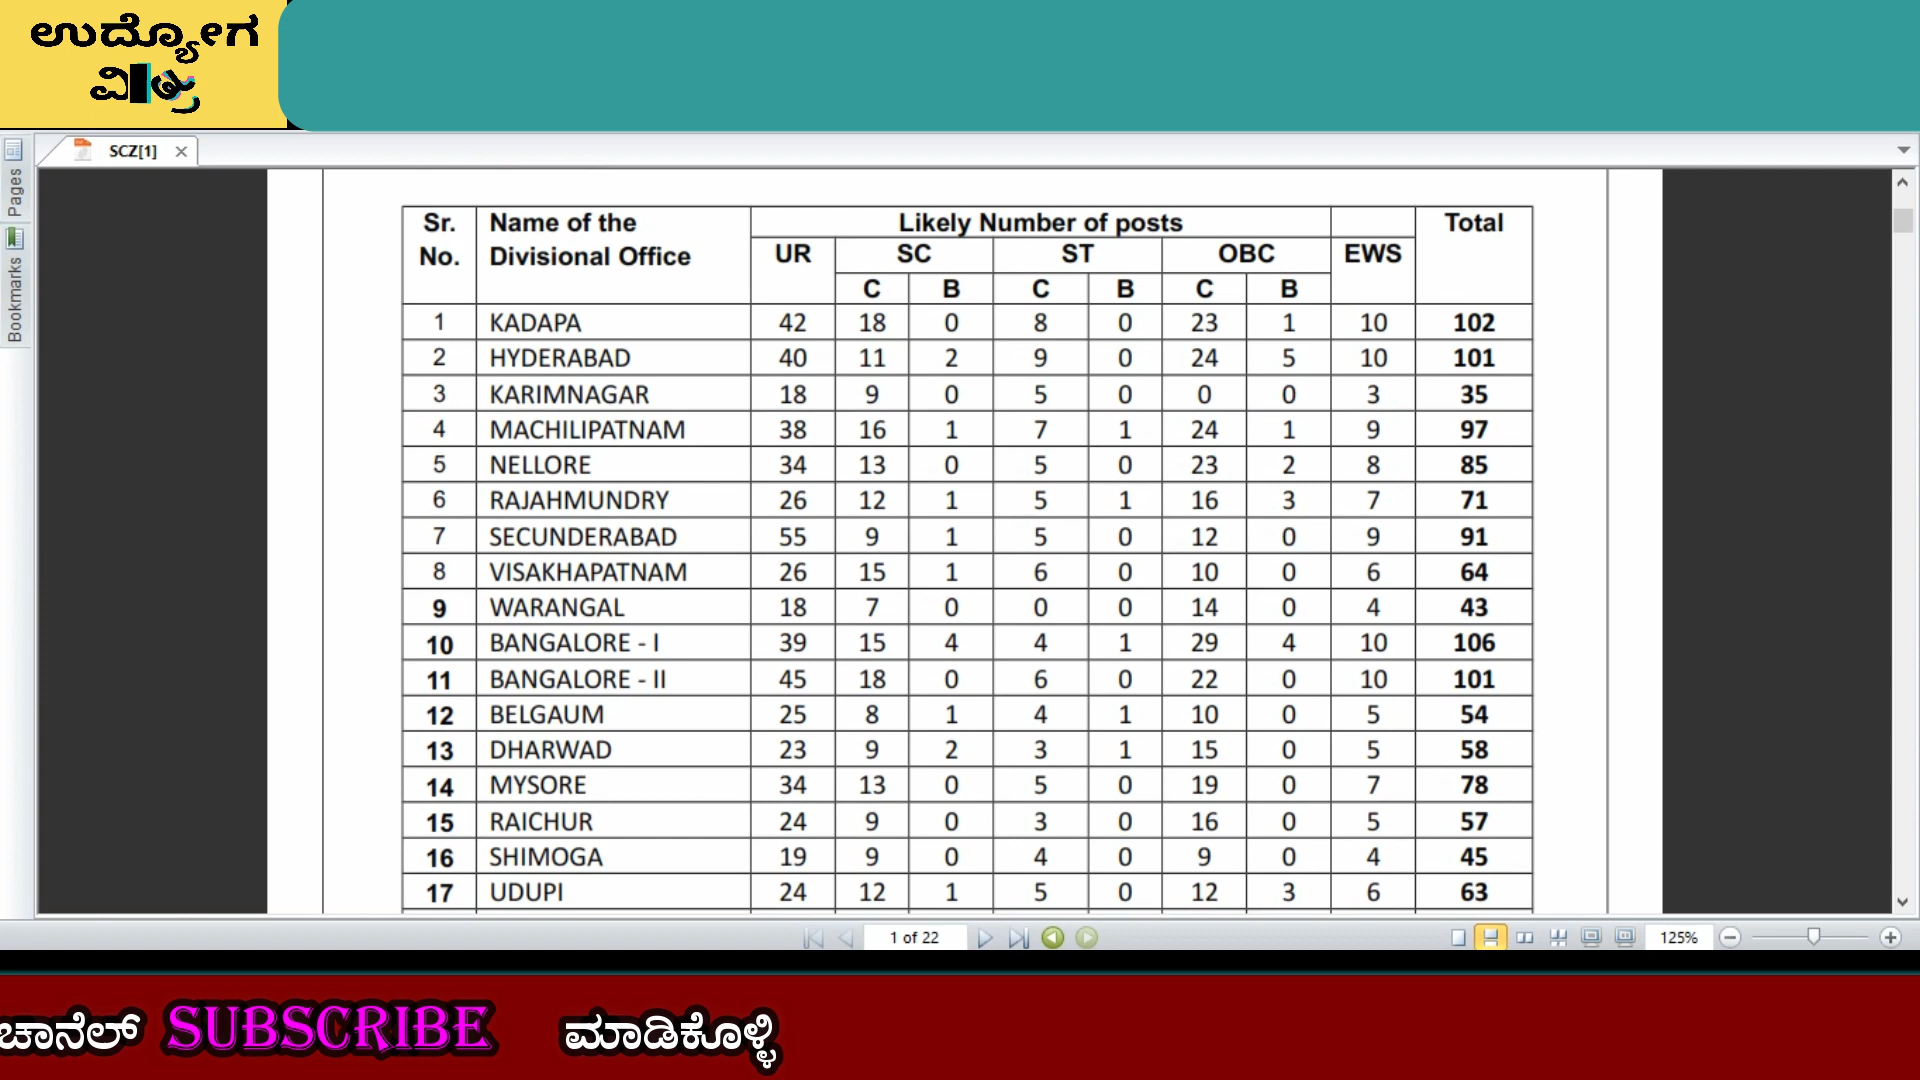 ಉದ್ಯೋಗ
SCZ[1]
Pages
Bookmarks
Sr. No. Name of the Divisional Office Likely Number of posts Total
UR SC ST OBC EWS
C B C B C B
1 KADAPA 42 18 0 8 0 23 1 10 102
2 HYDERABAD 40 11 2 9 0 24 5 10 101
3 KARIMNAGAR 18 9 0 5 0 0 0 3 35
4 MACHILIPATNAM 38 16 1 7 1 24 1 9 97
5 NELLORE 34 13 0 5 0 23 2 8 85
6 RAJAHMUNDRY 26 12 1 5 1 16 3 7 71
7 SECUNDERABAD 55 9 1 5 0 12 0 9 91
8 VISAKHAPATNAM 26 15 1 6 0 10 0 6 64
9 WARANGAL 18 7 0 0 0 14 0 4 43
10 BANGALORE - I 39 15 4 4 1 29 4 10 106
11 BANGALORE - II 45 18 0 6 0 22 0 10 101
12 BELGAUM 25 8 1 4 1 10 0 5 54
13 DHARWAD 23 9 2 3 1 15 0 5 58
14 MYSORE 34 13 0 5 0 19 0 7 78
15 RAICHUR 24 9 0 3 0 16 0 5 57
16 SHIMOGA 19 9 0 4 0 9 0 4 45
17 UDUPI 24 12 1 5 0 12 3 6 63
1 of 22
125%
ಚಾನೆಲ್ SUBSCRIBE ಮಾಡಿಕೊಳ್ಳಿ